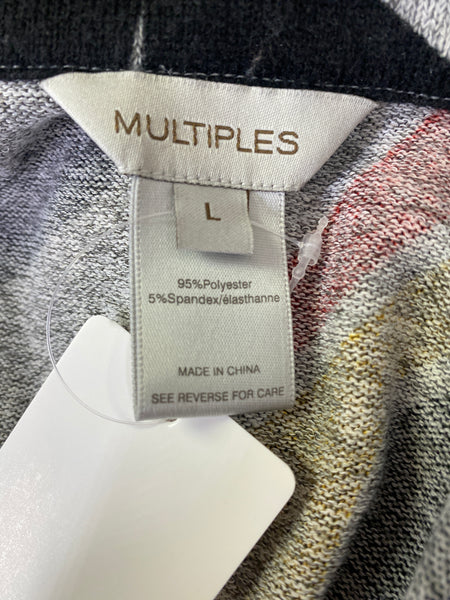 MULTIPLES
L
95%Polyester
5%Spandex/élasthanne
MADE IN CHINA
SEE REVERSE FOR CARE